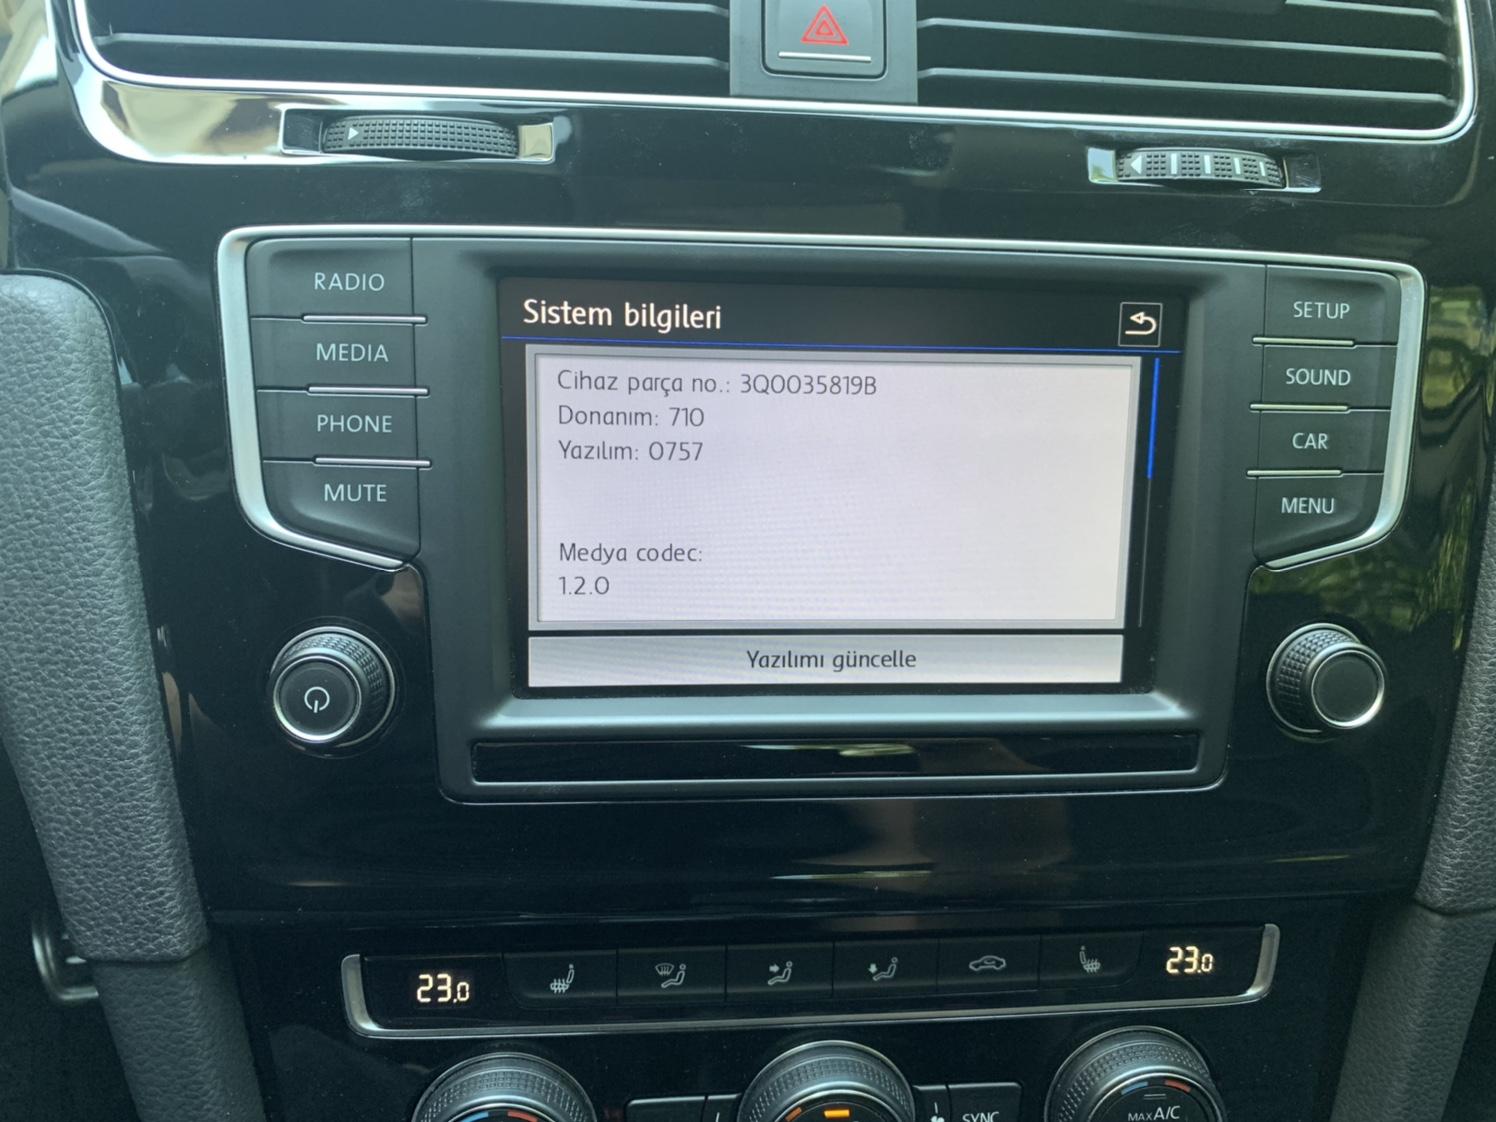 RADIO
MEDIA
PHONE
MUTE
Sistem bilgileri
Cihaz parça no.: 3Q0035819B
Donanım: 710
Yazılım: 0757
Medya codec:
1.2.0
Yazılımı güncelle
SETUP
SOUND
CAR
MENU
23.0
23.0
SYNC
MAX A/C